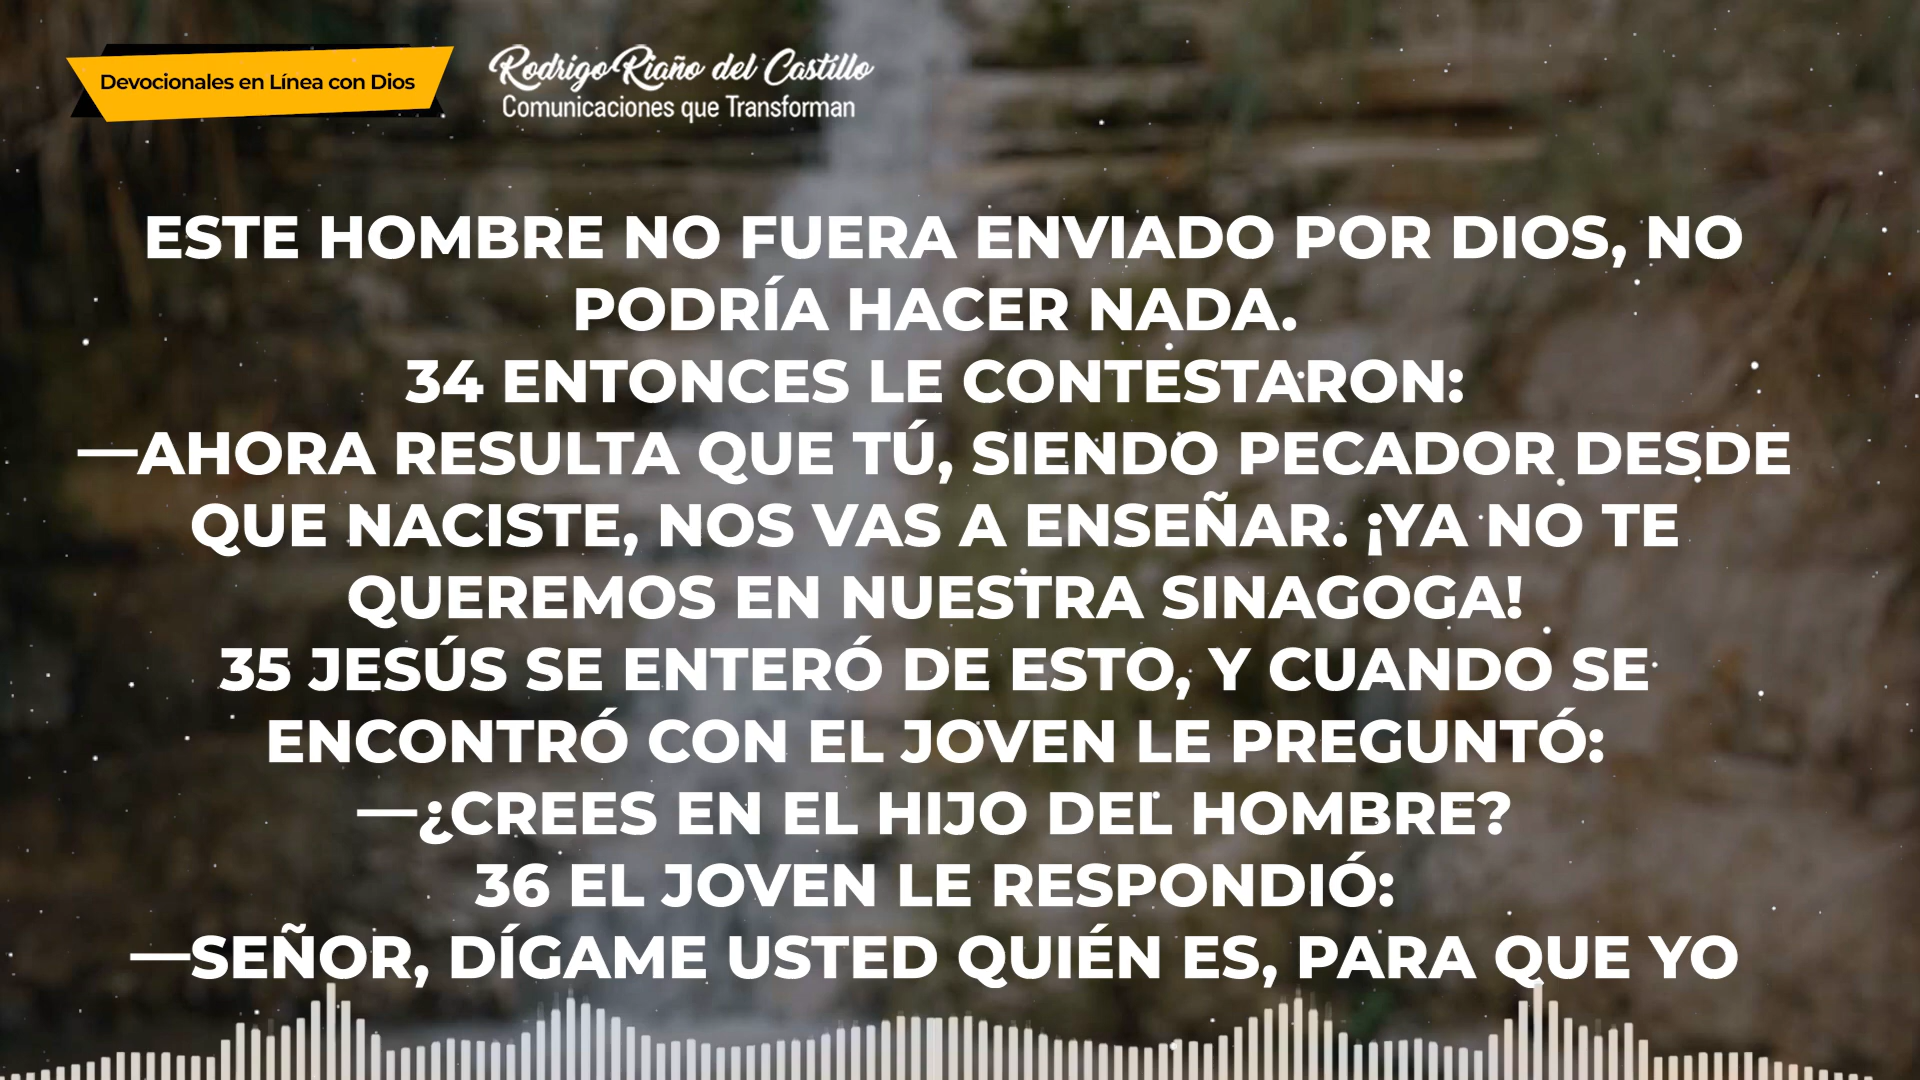 Devocionales en Línea con Dios
Rodrigo Riaño del Castillo
Comunicaciones que Transforman
ESTE HOMBRE NO FUERA ENVIADO POR DIOS, NO
PODRÍA HACER NADA.
34 ENTONCES LE CONTESTARON:
—AHORA RESULTA QUE TÚ, SIENDO PECADOR DESDE
QUE NACISTE, NOS VAS A ENSEÑAR. ¡YA NO TE
QUEREMOS EN NUESTRA SINAGOGA!
35 JESÚS SE ENTERÓ DE ESTO, Y CUANDO SE
ENCONTRÓ CON EL JOVEN LE PREGUNTÓ:
—¿CREES EN EL HIJO DEL HOMBRE?
36 EL JOVEN LE RESPONDIÓ:
—SEÑOR, DÍGAME USTED QUIÉN ES, PARA QUE YO